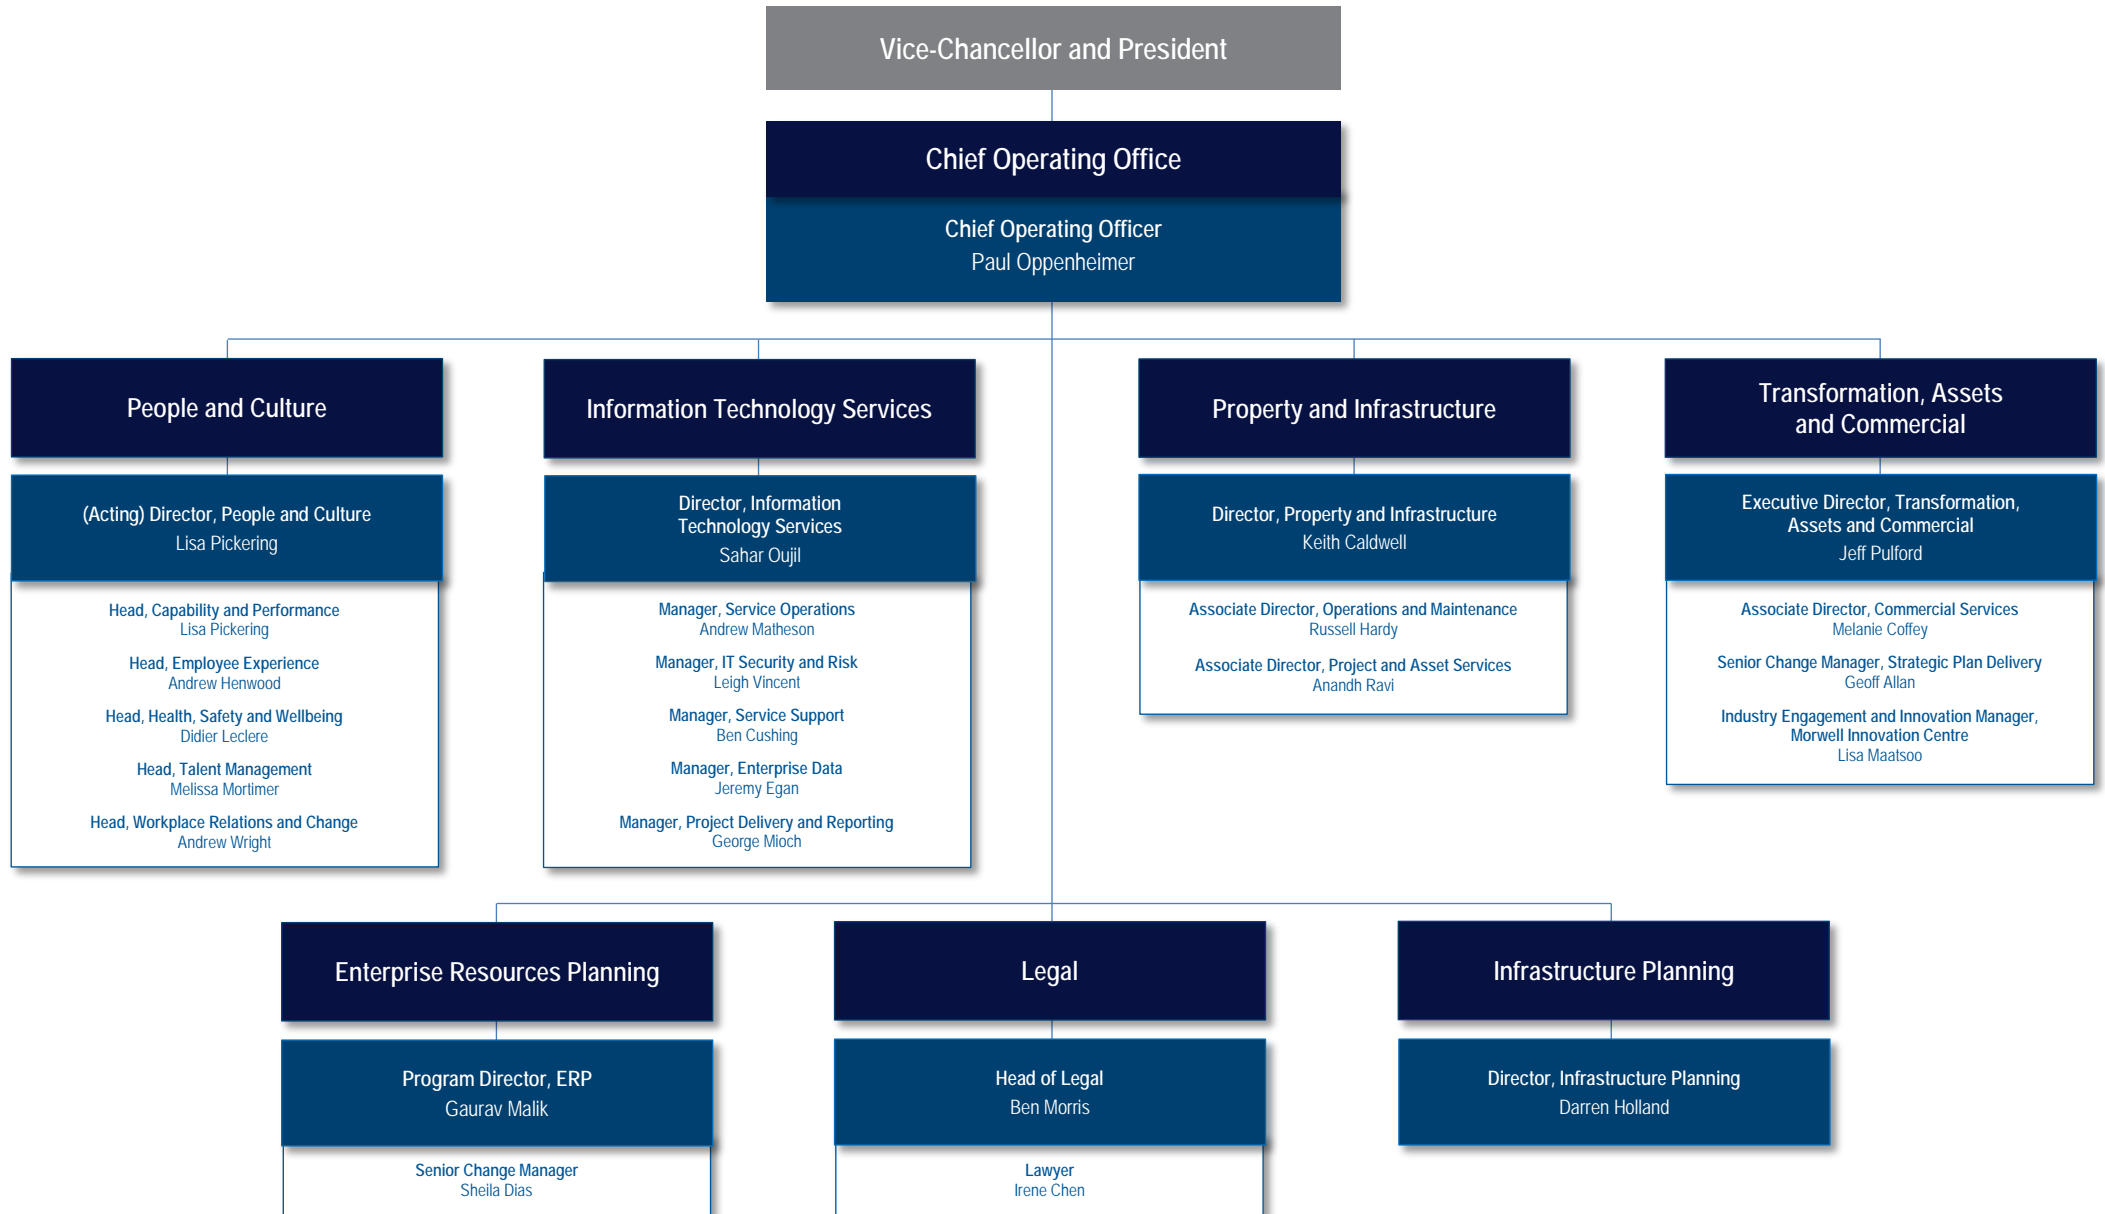 Vice-Chancellor and President
Chief Operating Office
Chief Operating Officer
Paul Oppenheimer
People and Culture
(Acting) Director, People and Culture
Lisa Pickering
Head, Capability and Performance
Lisa Pickering
Head, Employee Experience
Andrew Henwood
Head, Health, Safety and Wellbeing
Didier Leclere
Head, Talent Management
Melissa Mortimer
Head, Workplace Relations and Change
Andrew Wright
Information Technology Services
Director, Information
Technology Services
Sahar Oujil
Manager, Service Operations
Andrew Matheson
Manager, IT Security and Risk
Leigh Vincent
Manager, Service Support
Ben Cushing
Manager, Enterprise Data
Jeremy Egan
Manager, Project Delivery and Reporting
George Mioch
Property and Infrastructure
Director, Property and Infrastructure
Keith Caldwell
Associate Director, Operations and Maintenance
Russell Hardy
Associate Director, Project and Asset Services
Anandh Ravi
Transformation, Assets
and Commercial
Executive Director, Transformation,
Assets and Commercial
Jeff Pulford
Associate Director, Commercial Services
Melanie Coffey
Senior Change Manager, Strategic Plan Delivery
Geoff Allan
Industry Engagement and Innovation Manager,
Morwell Innovation Centre
Lisa Maatsoo
Enterprise Resources Planning
Program Director, ERP
Gaurav Malik
Senior Change Manager
Sheila Dias
Legal
Head of Legal
Ben Morris
Lawyer
Irene Chen
Infrastructure Planning
Director, Infrastructure Planning
Darren Holland